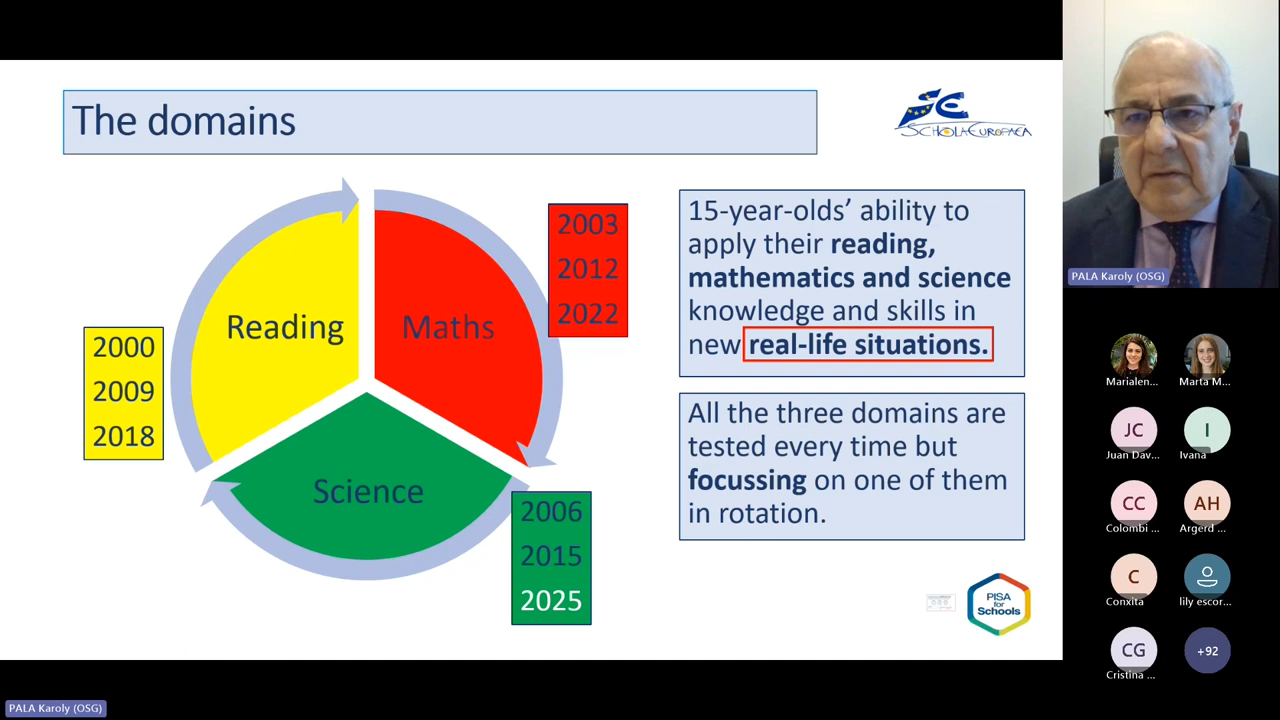 The domains
SCHOLA EUROPAEA
Reading
Maths
Science
2003
2012
2022
2000
2009
2018
2006
2015
2025
15-year-olds’ ability to
apply their reading,
mathematics and science
knowledge and skills in
new real-life situations.
All the three domains are
tested every time but
focussing on one of them
in rotation.
PISA
for
Schools
PALA Karoly (OSG)
Marialen...
Marta M...
JC
Juan Dav...
I
Ivana
CC
Colombi ...
AH
Argerd ...
C
Conxita
lily escor...
CG
Cristina ...
+92
PALA Karoly (OSG)